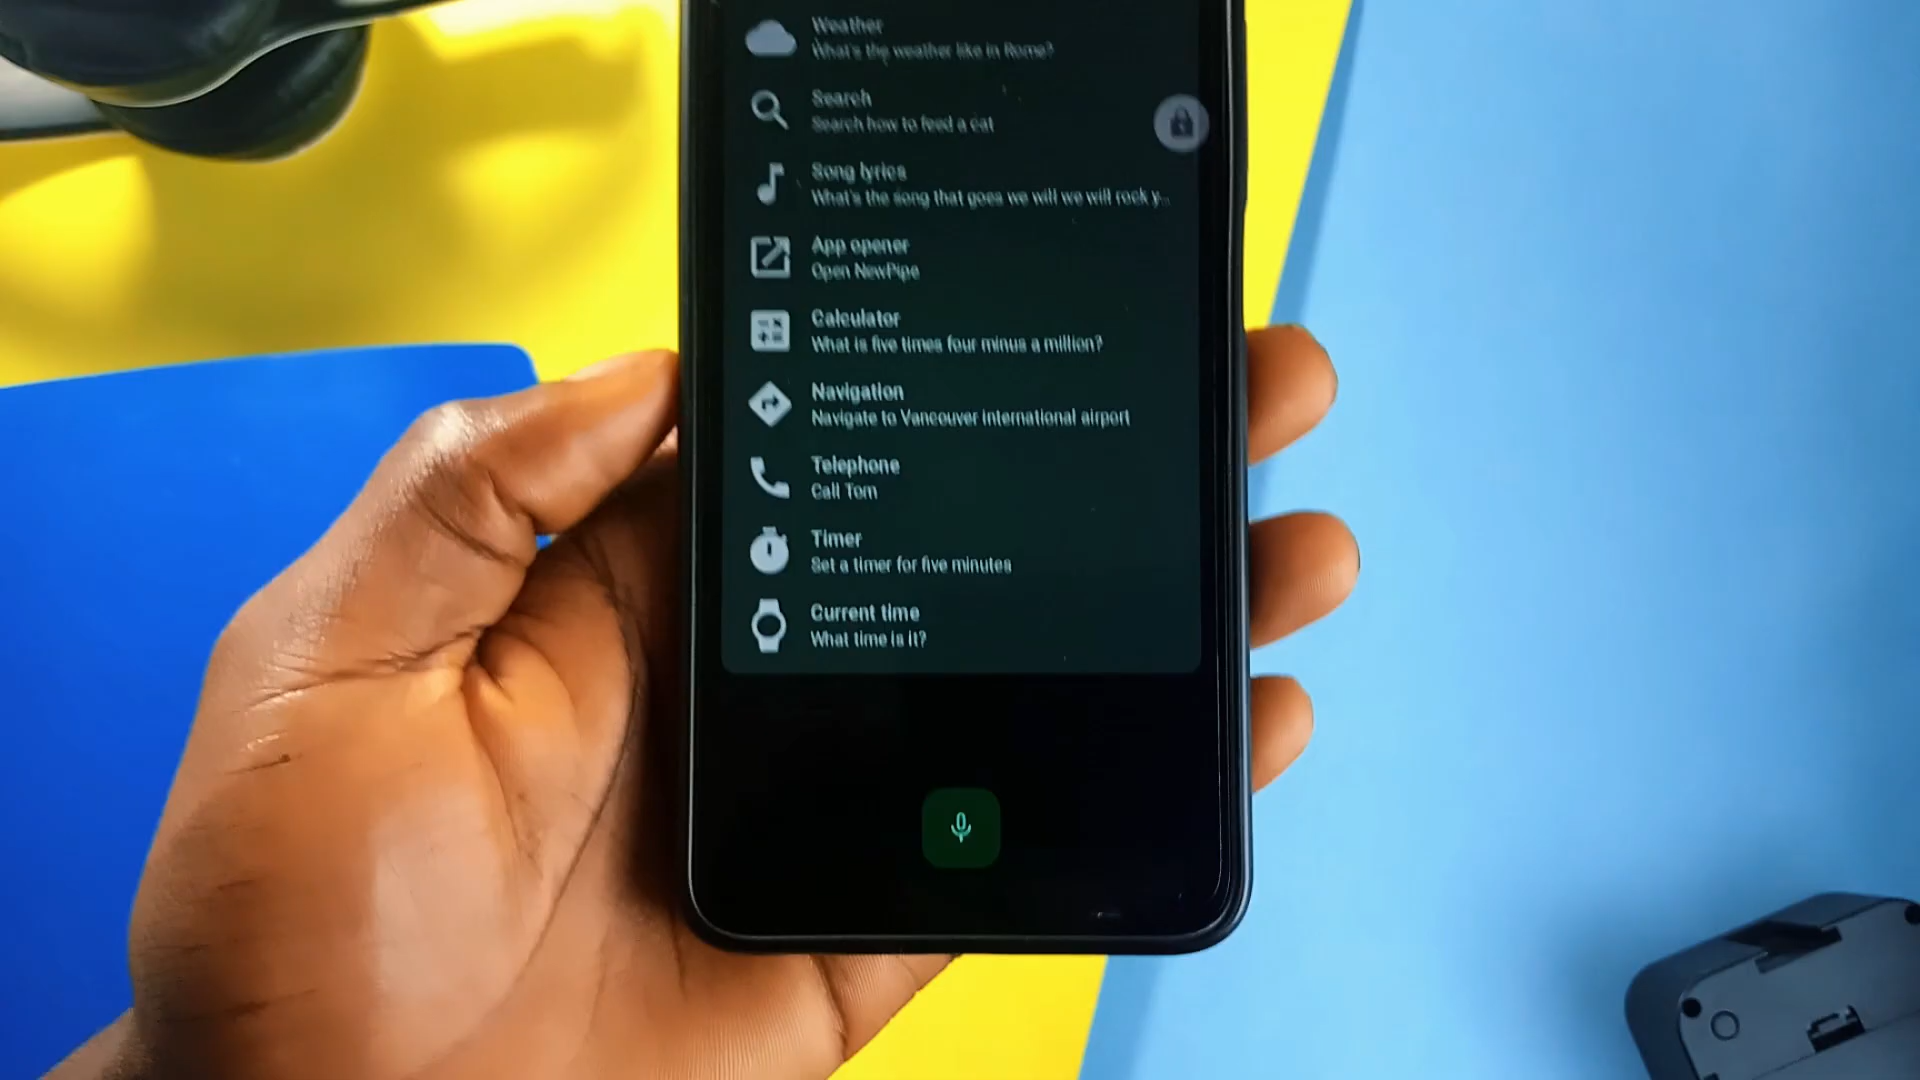 Weather
What's the weather like in Rome?
Search
Search how to feed a cat
Song lyrics
What's the song that goes we will we will rock y...
App opener
Open NewPipe
Calculator
What is five times four minus a million?
Navigation
Navigate to Vancouver international airport
Telephone
Call Tom
Timer
Set a timer for five minutes
Current time
What time is it?